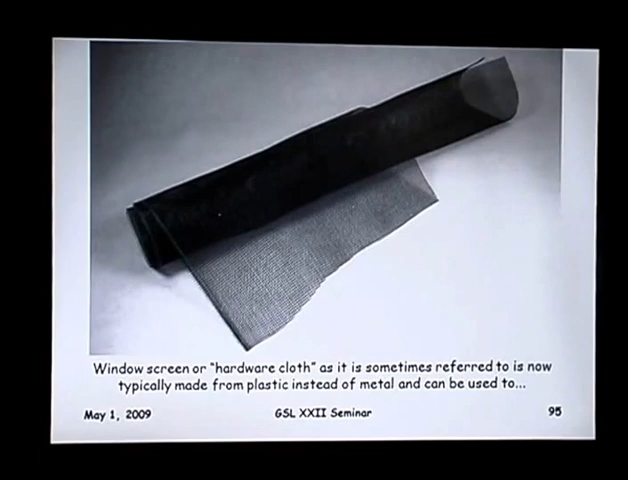 Window screen or "hardware cloth" as it is sometimes referred to is now
typically made from plastic instead of metal and can be used to...
May 1, 2009 GSL XXII Seminar 95